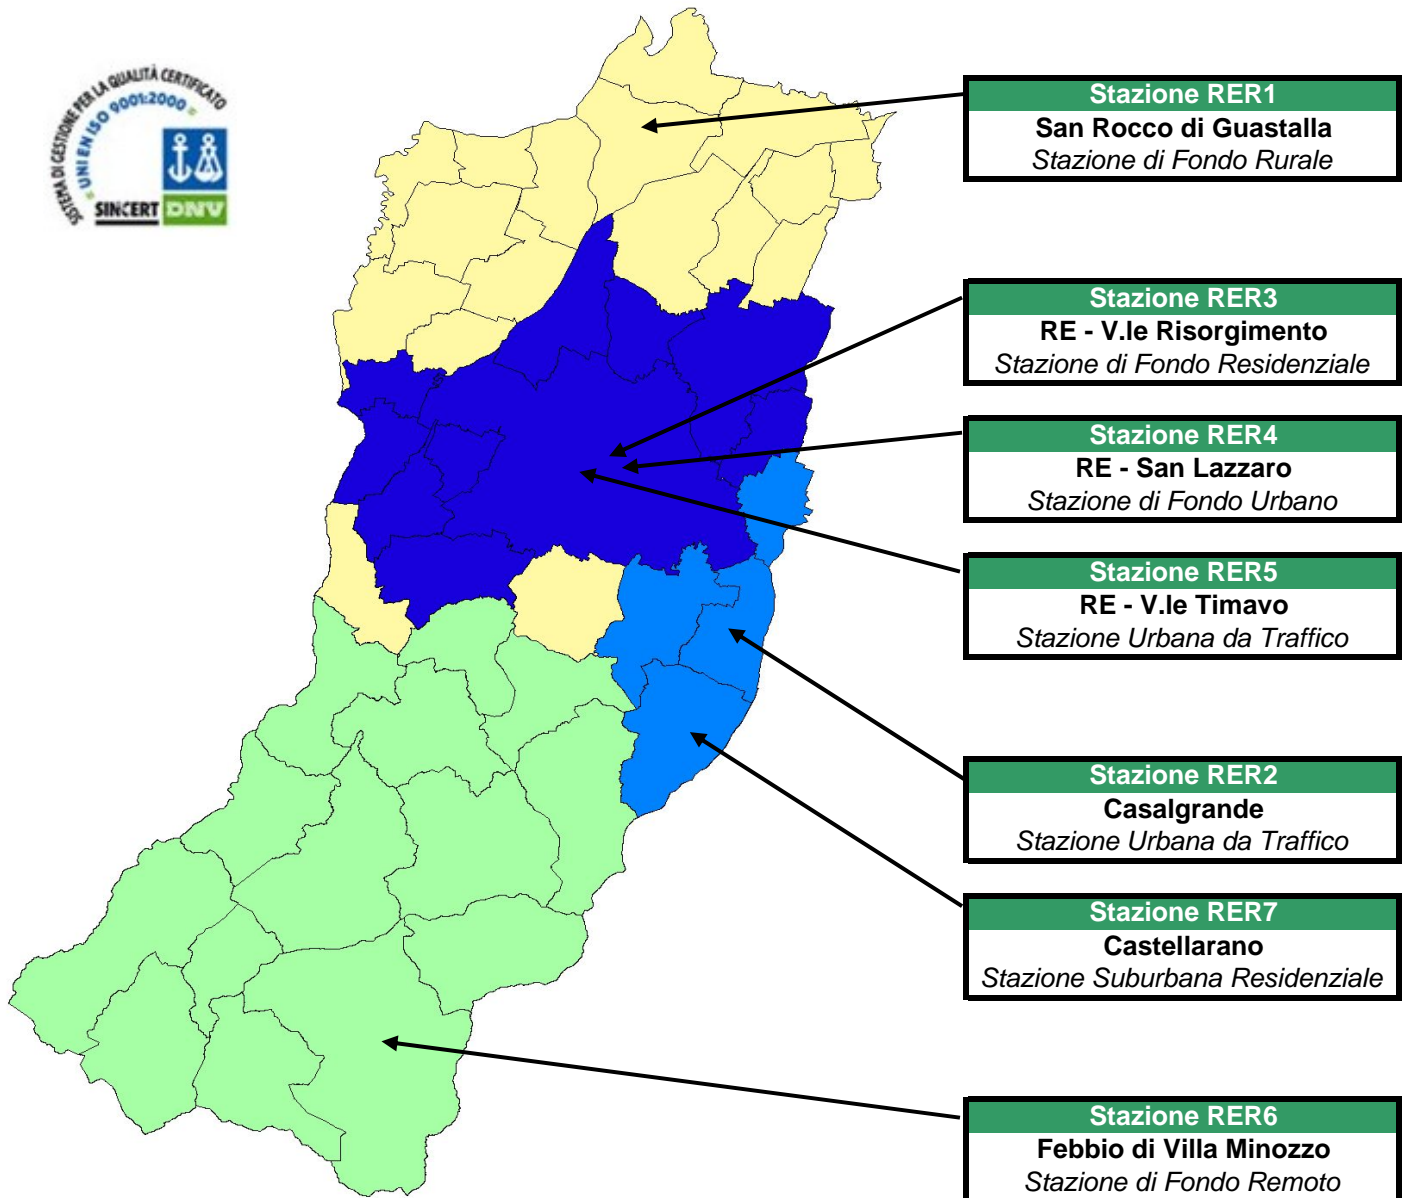 SISTEMA DI GESTIONE PER LA QUALITÀ CERTIFICATO
= UNI EN ISO 9001:2000 =
SINCERT DNV
Stazione RER1
San Rocco di Guastalla
Stazione di Fondo Rurale
Stazione RER3
RE - V.le Risorgimento
Stazione di Fondo Residenziale
Stazione RER4
RE - San Lazzaro
Stazione di Fondo Urbano
Stazione RER5
RE - V.le Timavo
Stazione Urbana da Traffico
Stazione RER2
Casalgrande
Stazione Urbana da Traffico
Stazione RER7
Castellarano
Stazione Suburbana Residenziale
Stazione RER6
Febbio di Villa Minozzo
Stazione di Fondo Remoto